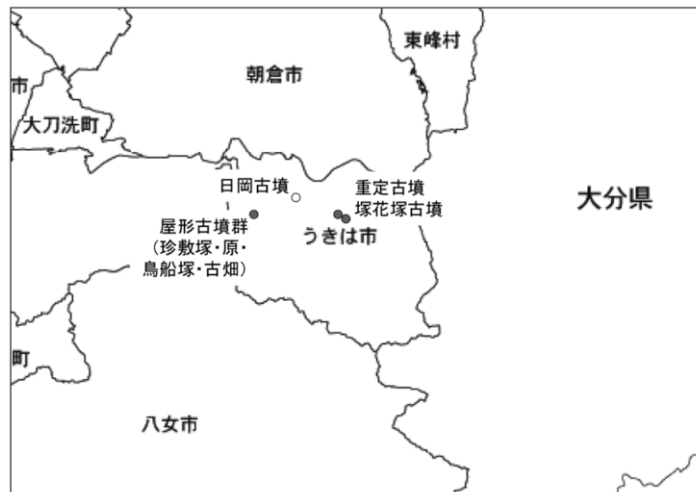 東峰村
朝倉市
市
大刀洗町
日岡古墳
重定古墳
塚花塚古墳
大分県
屋形古墳群
(珍敷塚・原・
鳥船塚・古畑)
うきは市
町
八女市